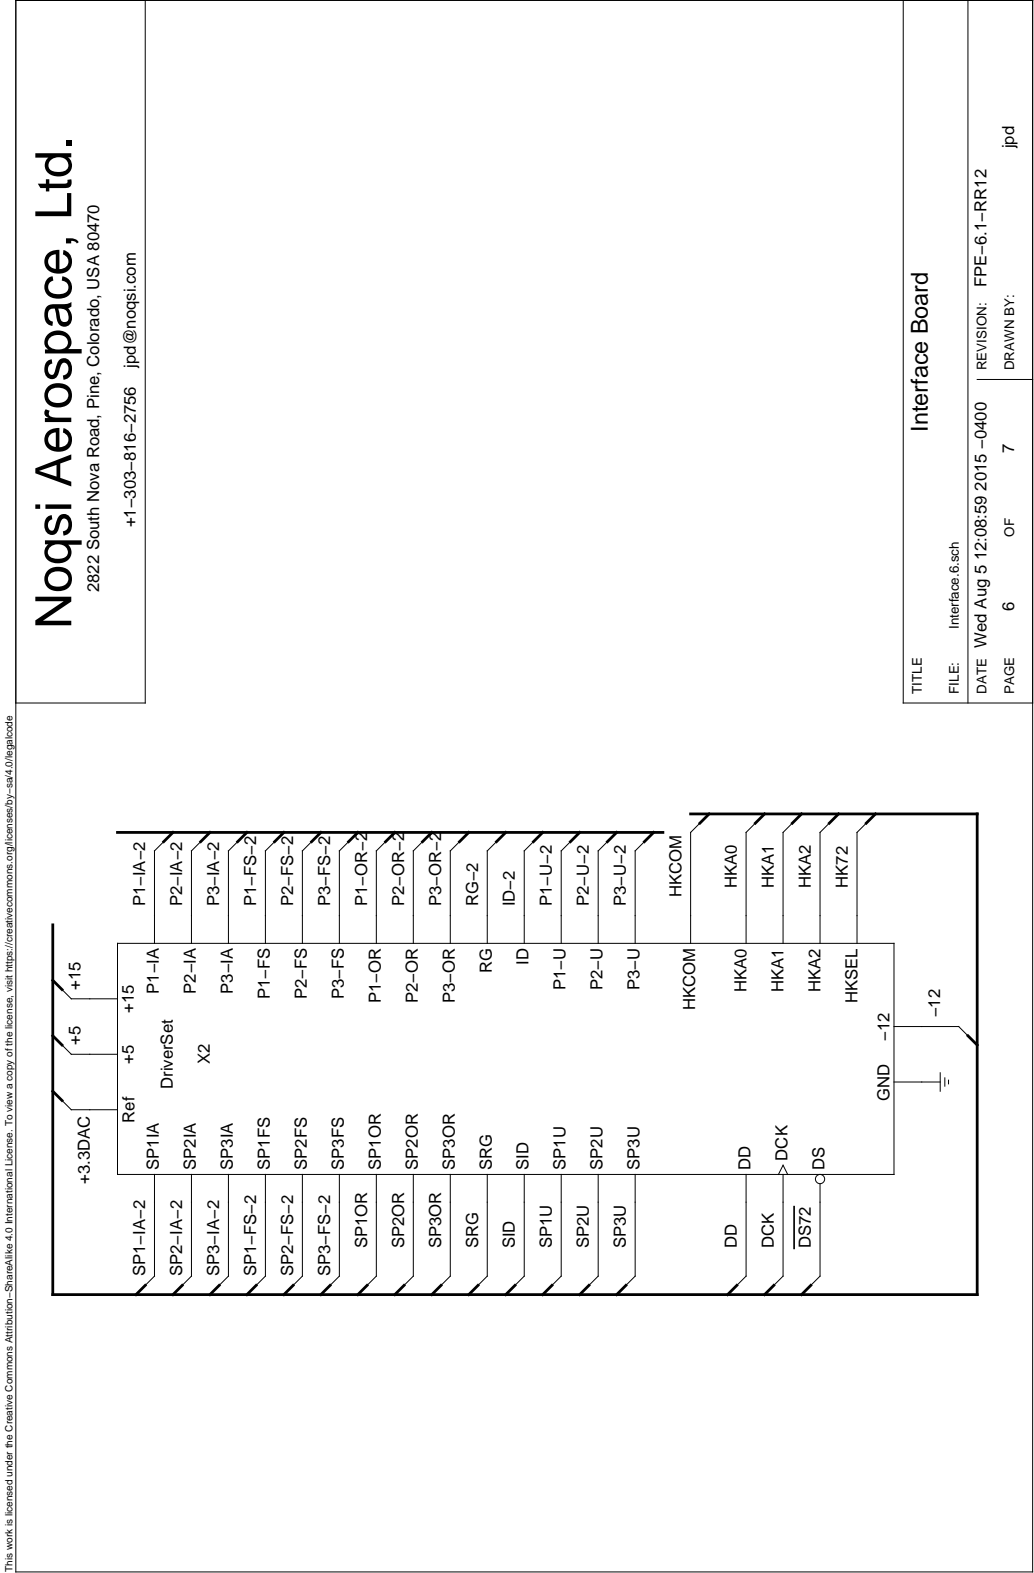 This work is licensed under the Creative Commons Attribution−ShareAlike 4.0 International License. To view a copy of the license, visit https://creativecommons.org/licenses/by−sa/4.0/legalcode
Noqsi Aerospace, Ltd.
2822 South Nova Road, Pine, Colorado, USA 80470
+1−303−816−2756 jpd@noqsi.com
+3.3DAC
+5
+15
Ref
+5
+15
DriverSet
X2
SP1−IA−2 SP1IA P1−IA P1−IA−2
SP2−IA−2 SP2IA P2−IA P2−IA−2
SP3−IA−2 SP3IA P3−IA P3−IA−2
SP1−FS−2 SP1FS P1−FS P1−FS−2
SP2−FS−2 SP2FS P2−FS P2−FS−2
SP3−FS−2 SP3FS P3−FS P3−FS−2
SP1OR SP1OR P1−OR P1−OR−2
SP2OR SP2OR P2−OR P2−OR−2
SP3OR SP3OR P3−OR P3−OR−2
SRG SRG RG RG−2
SID SID ID ID−2
SP1U SP1U P1−U P1−U−2
SP2U SP2U P2−U P2−U−2
SP3U SP3U P3−U P3−U−2
HKCOM HKCOM
DD DD HKA0 HKA0
DCK DCK HKA1 HKA1
DS72 DS HKA2 HKA2
HKSEL HK72
GND
−12
−12
TITLE
Interface Board
FILE: Interface.6.sch
DATE Wed Aug 5 12:08:59 2015 −0400
REVISION: FPE−6.1−RR12
PAGE 6 OF 7
DRAWN BY: jpd